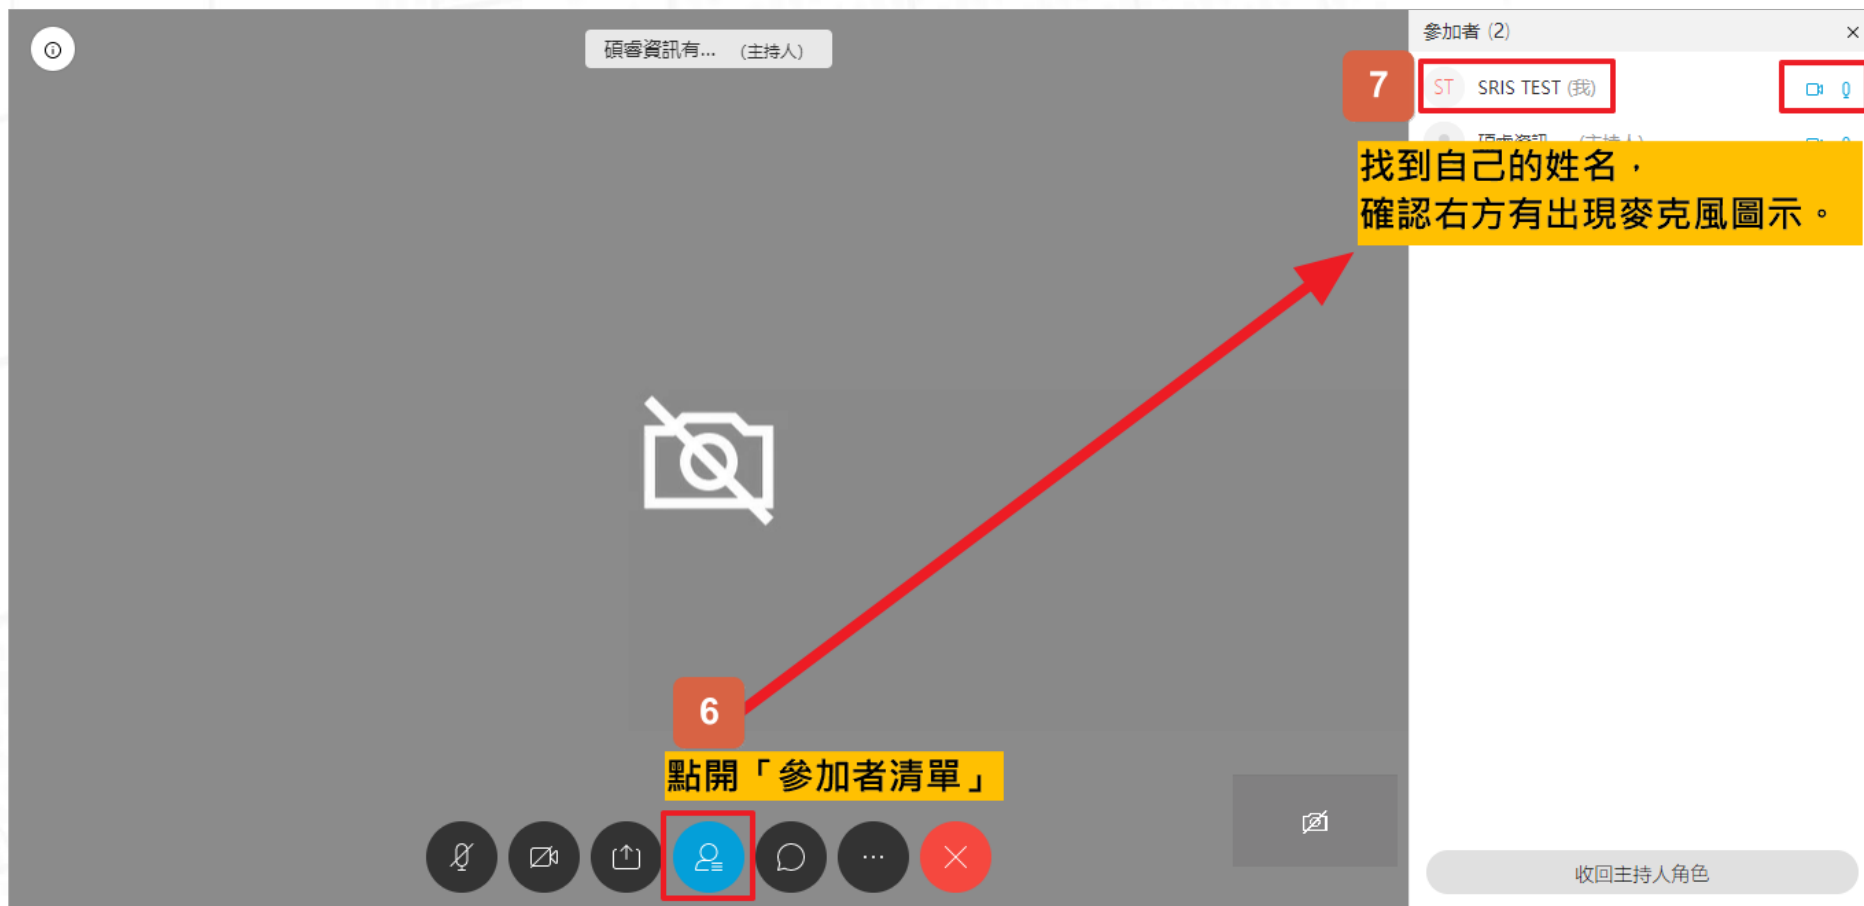 碩睿資訊有... (主持人)
參加者 (2)
7
ST SRIS TEST (我)
找到自己的姓名，
確認右方有出現麥克風圖示。
6
點開「參加者清單」
收回主持人角色